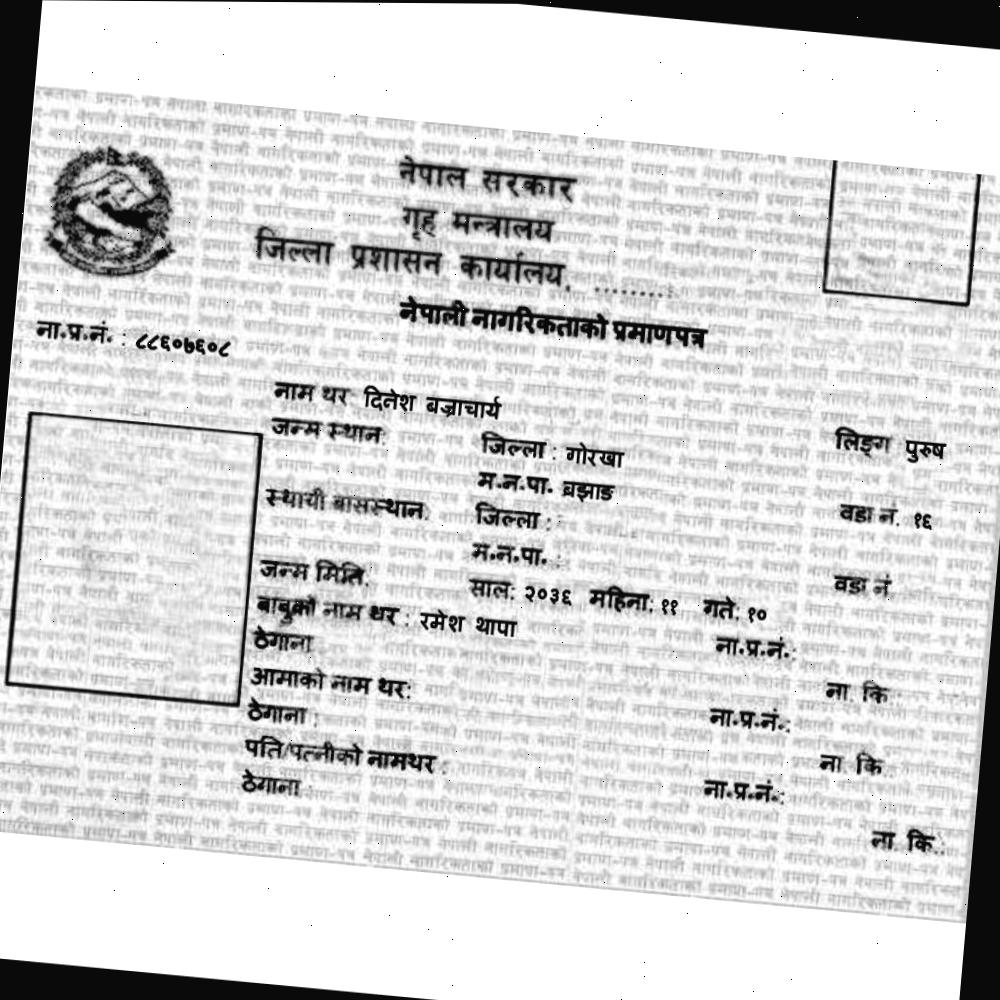 नेपाल सरकार
गृह मन्त्रालय
जिल्ला प्रशासन कार्यालय, .........
नेपाली नागरिकताको प्रमाणपत्र
ना.प्र.नं. : ८८६०७६०८
नाम थर: दिनेश बज्राचार्य
लिङ्ग पुरुष
जन्म स्थान: जिल्ला : गोरखा
म.न.पा. ब्रझाङ
वडा नं. १६
स्थायी बासस्थान: जिल्ला :
म.न.पा. :
वडा नं.
जन्म मिति: साल: २०३६ महिना: ११ गते: १०
बाबुको नाम थर : रमेश थापा
ना.प्र.नं.:
ठेगाना
ना. कि.
आमाको नाम थर:
ना.प्र.नं.:
ठेगाना :
ना. कि.
पति/पत्नीको नामथर :
ना.प्र.नं.:
ठेगाना :
ना. कि.: